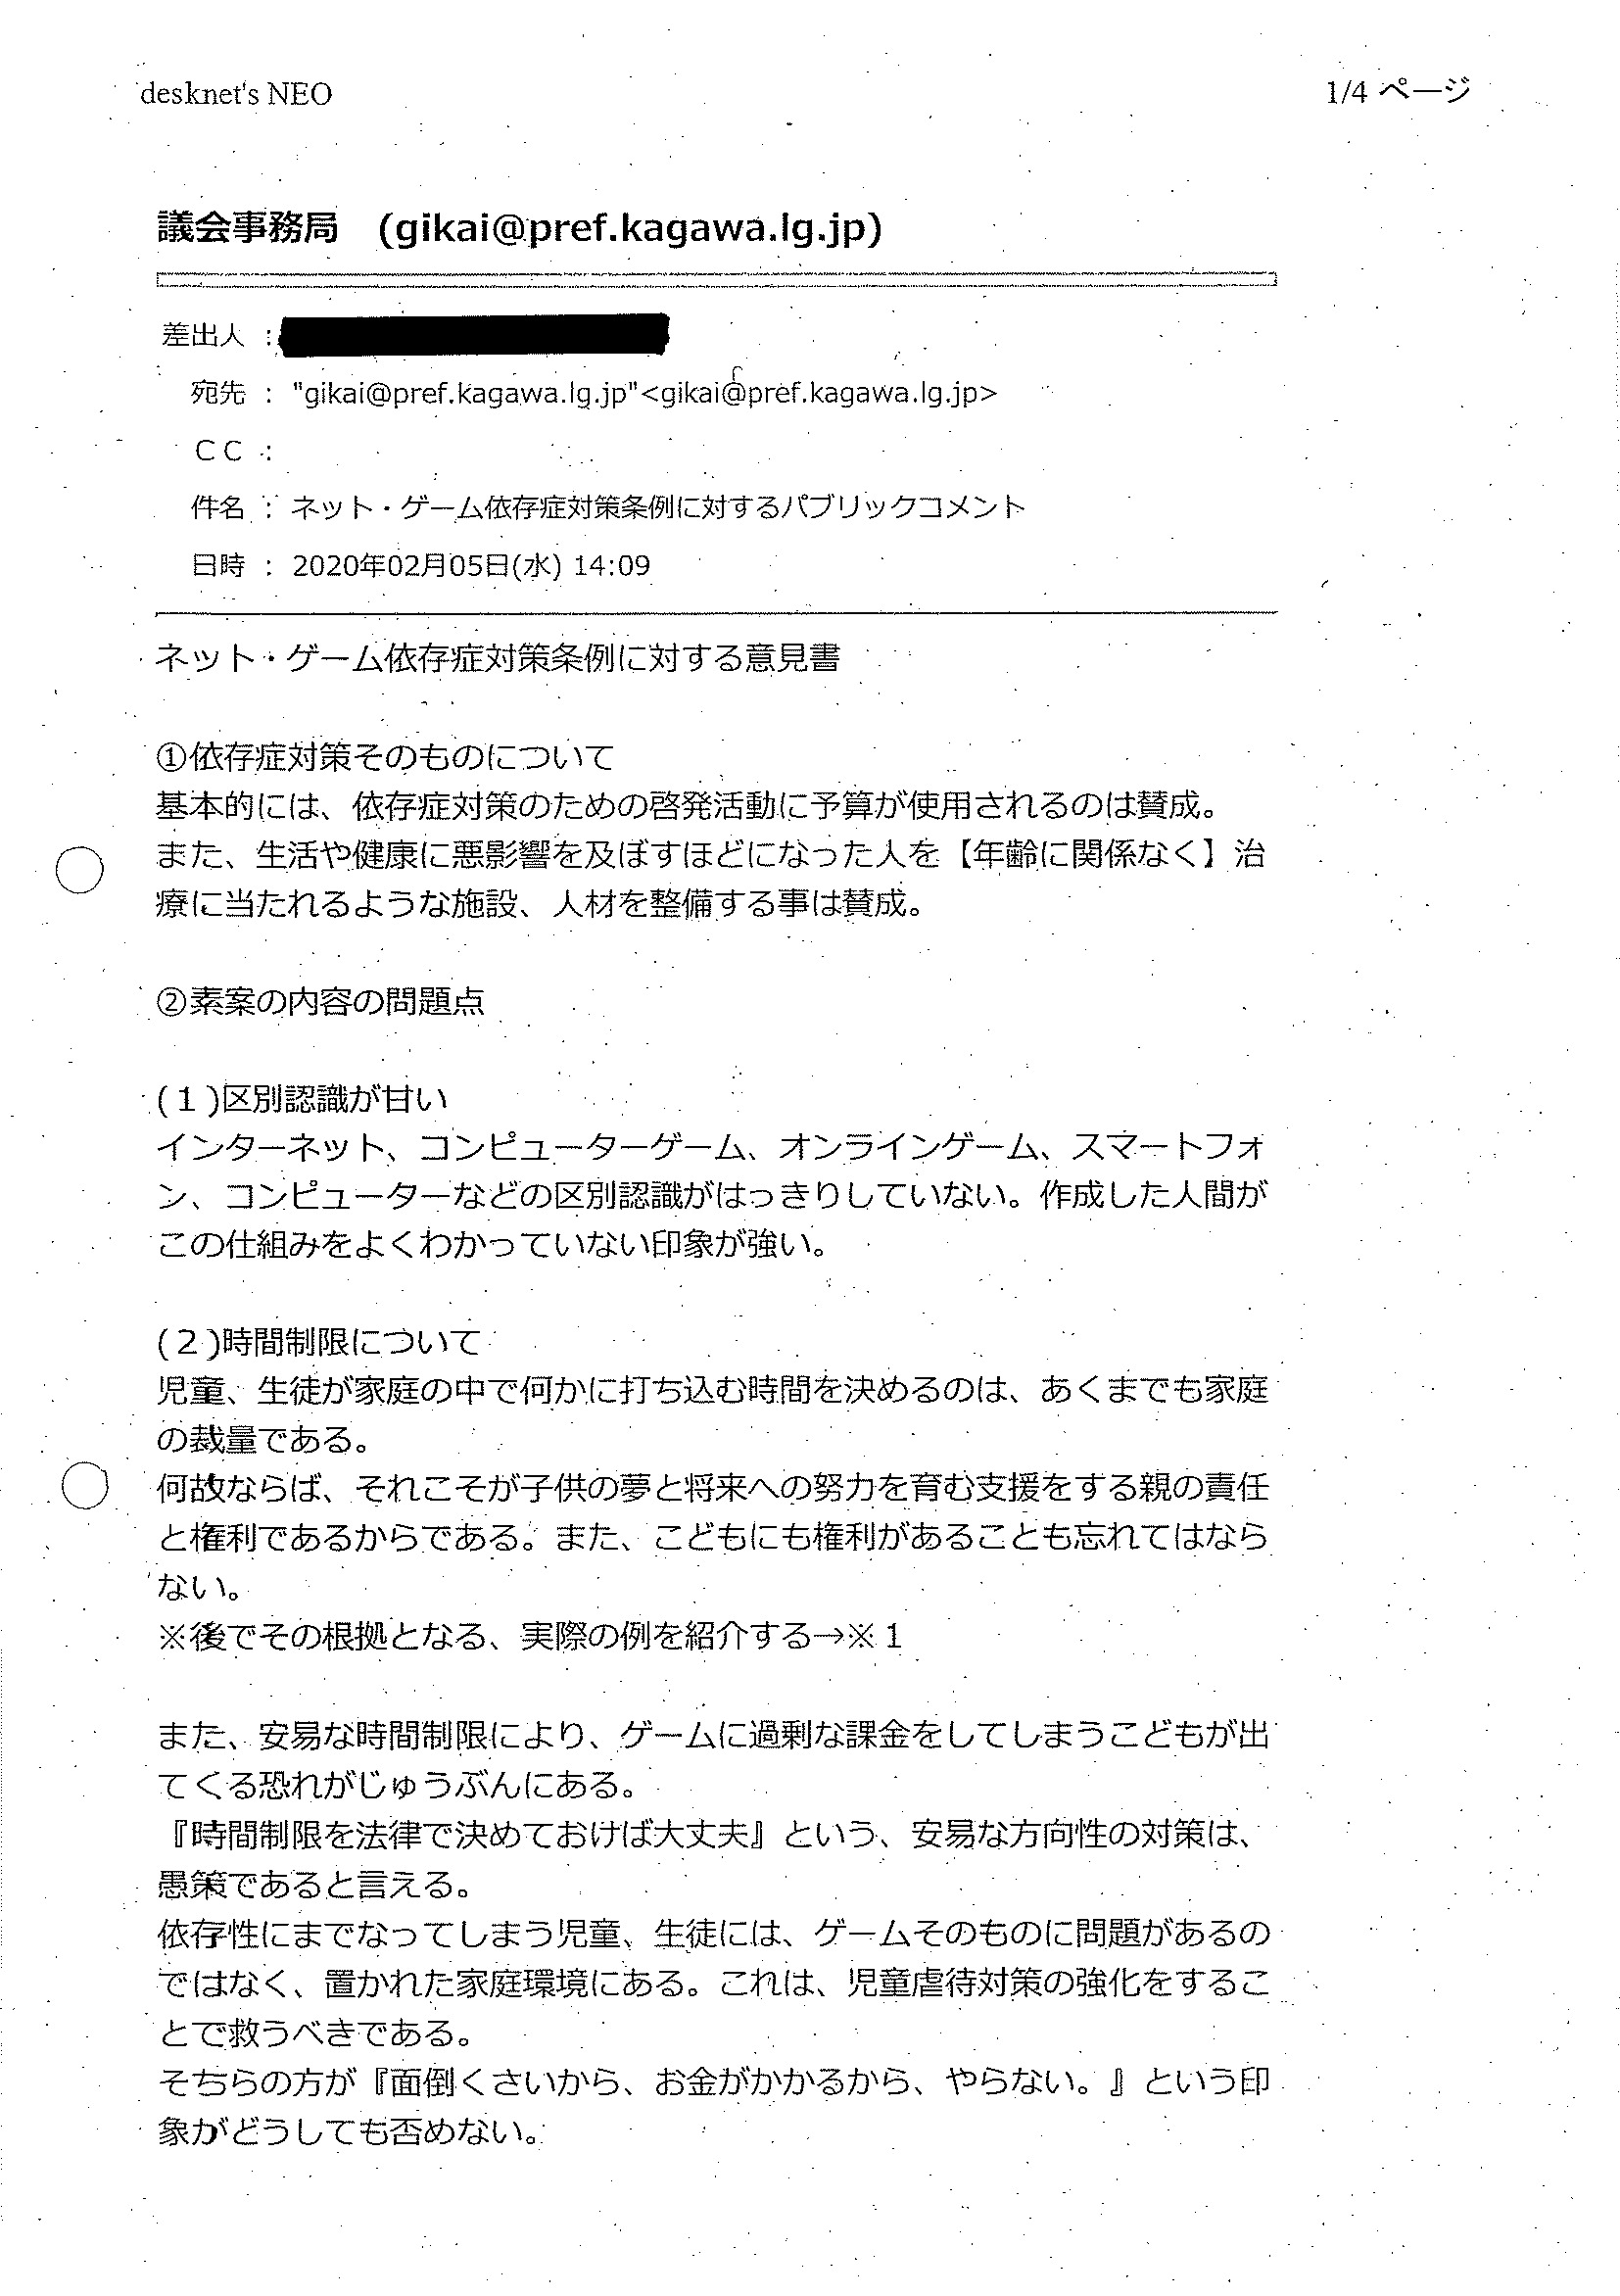 desknet's NEO
1/4 ページ
議会事務局　(gikai@pref.kagawa.lg.jp)
差出人 :
宛先 : "gikai@pref.kagawa.lg.jp"<gikai@pref.kagawa.lg.jp>
ＣＣ :
件名 : ネット・ゲーム依存症対策条例に対するパブリックコメント
日時 : 2020年02月05日(水) 14:09
ネット・ゲーム依存症対策条例に対する意見書
①依存症対策そのものについて
基本的には、依存症対策のための啓発活動に予算が使用されるのは賛成。
また、生活や健康に悪影響を及ぼすほどになった人を【年齢に関係なく】治
療に当たれるような施設、人材を整備する事は賛成。
②素案の内容の問題点
(１)区別認識が甘い
インターネット、コンピューターゲーム、オンラインゲーム、スマートフォ
ン、コンピューターなどの区別認識がはっきりしていない。作成した人間が
この仕組みをよくわかっていない印象が強い。
(２)時間制限について
児童、生徒が家庭の中で何かに打ち込む時間を決めるのは、あくまでも家庭
の裁量である。
何故ならば、それこそが子供の夢と将来への努力を育む支援をする親の責任
と権利であるからである。また、こどもにも権利があることも忘れてはなら
ない。
※後でその根拠となる、実際の例を紹介する→※１
また、安易な時間制限により、ゲームに過剰な課金をしてしまうこどもが出
てくる恐れがじゅうぶんにある。
『時間制限を法律で決めておけば大丈夫』という、安易な方向性の対策は、
愚策であると言える。
依存性にまでなってしまう児童、生徒には、ゲームそのものに問題があるの
ではなく、置かれた家庭環境にある。これは、児童虐待対策の強化をするこ
とで救うべきである。
そちらの方が『面倒くさいから、お金がかかるから、やらない。』という印
象がどうしても否めない。